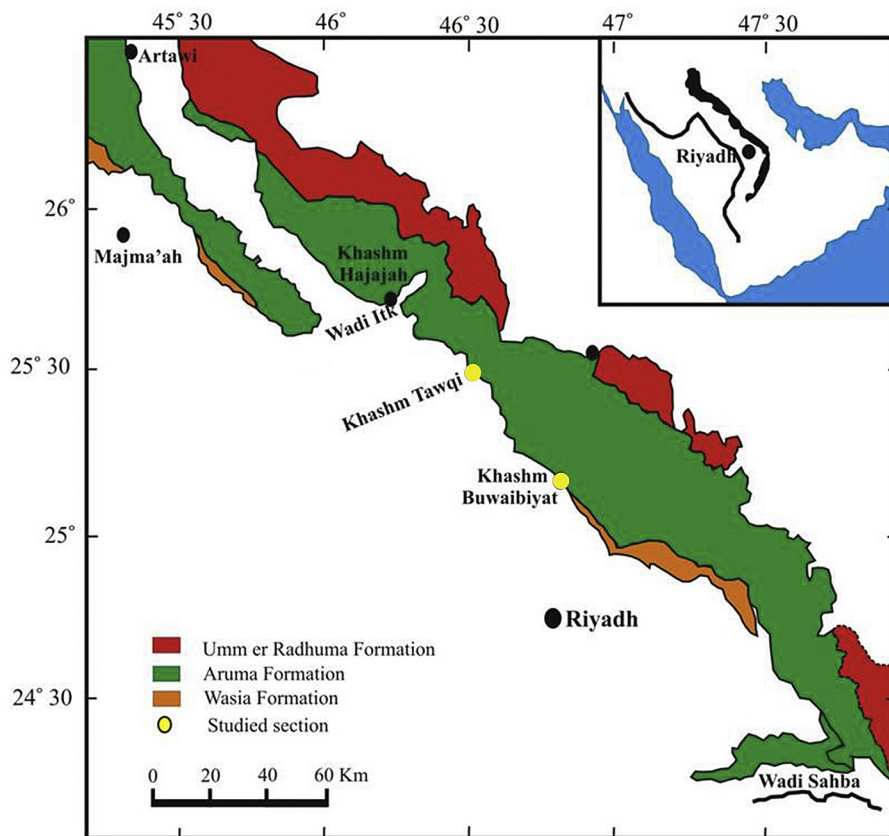 45° 30
46°
46° 30
47°
47° 30
Artawi
Riyadh
26°
Majma'ah
Khashm
Hajajah
Wadi Itk
25° 30
Khashm Tawqi
Khashm
Buwaibiyat
25°
Riyadh
Umm er Radhuma Formation
Aruma Formation
Wasia Formation
Studied section
24° 30
0 20 40 60 Km
Wadi Sahba